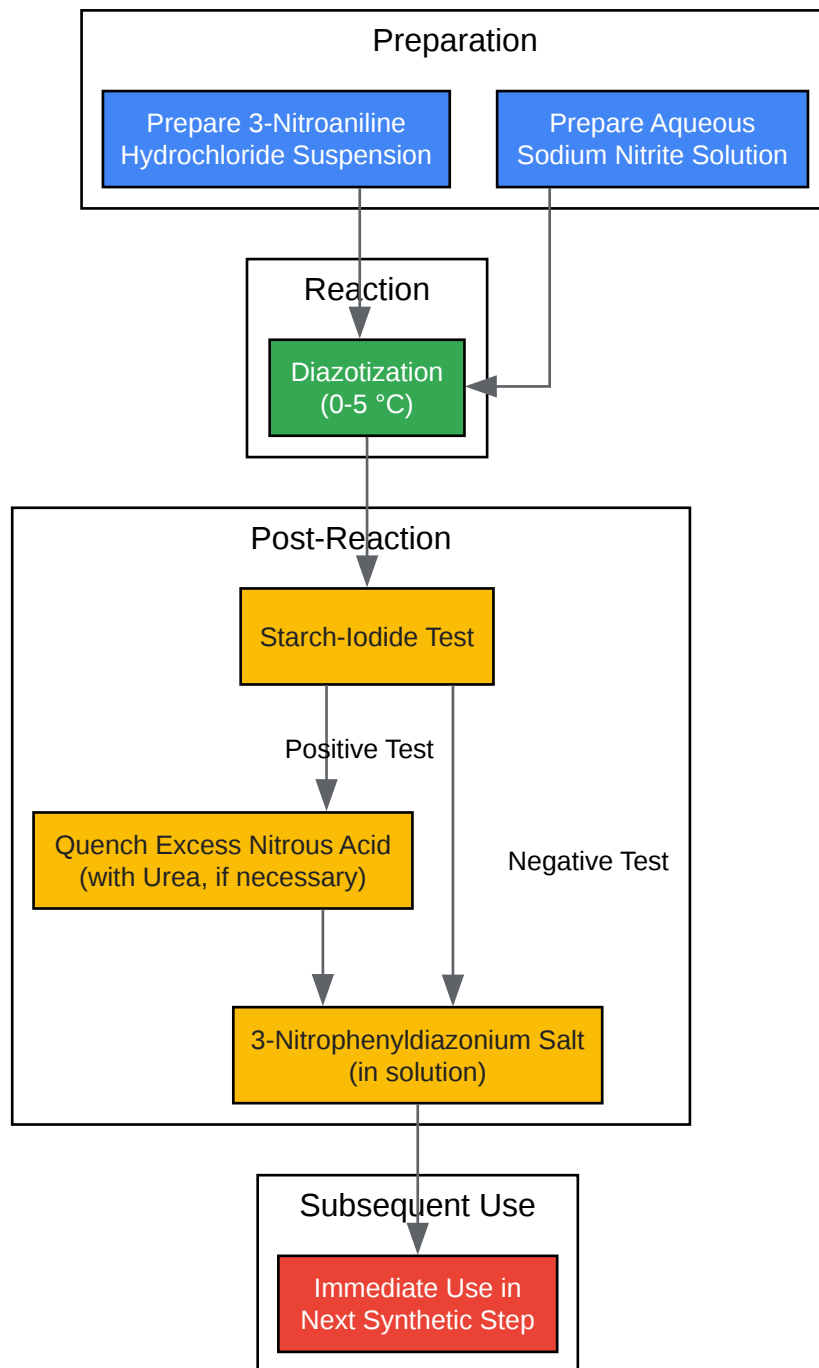 Preparation
Prepare 3-Nitroaniline
Hydrochloride Suspension
Prepare Aqueous
Sodium Nitrite Solution
Reaction
Diazotization
(0-5 °C)
Post-Reaction
Starch-Iodide Test
Positive Test
Quench Excess Nitrous Acid
(with Urea, if necessary)
Negative Test
3-Nitrophenyldiazonium Salt
(in solution)
Subsequent Use
Immediate Use in
Next Synthetic Step